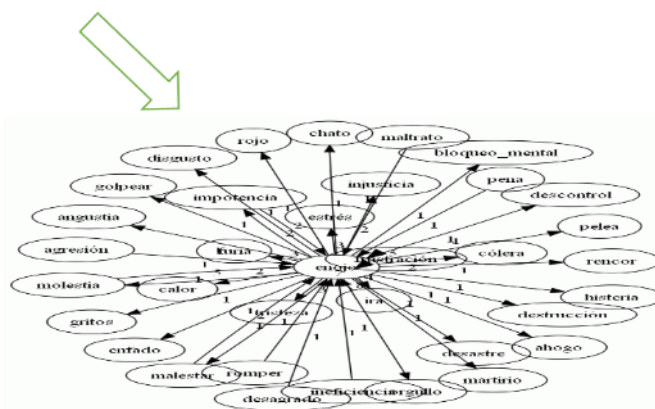 chato
rojo
maltrato
disgusto
bloqueo_mental
golpear
impotencia
injusticia
pena
descontrol
angustia
estrés
pelea
agresión
furia
frustración
cólera
rencor
enojo
molestia
calor
ira
histeria
gritos
tristeza
destrucción
enfado
desastre
ahogo
malestar
romper
martirio
desagrado
ineficiencia
orgullo